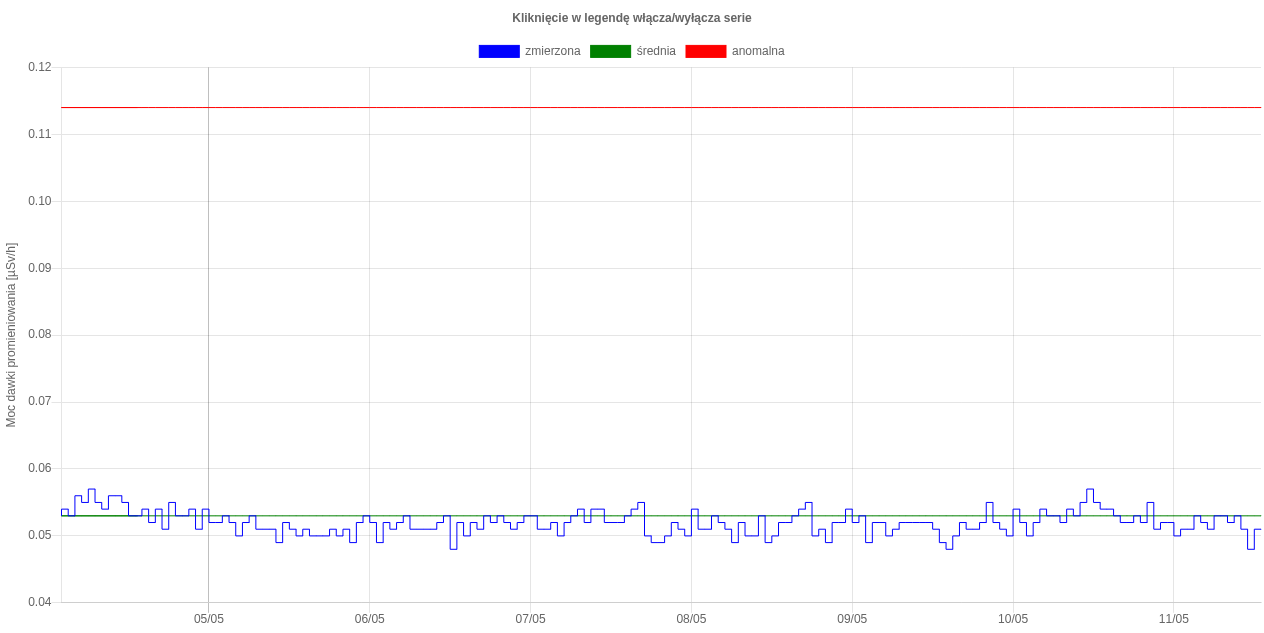 Kliknięcie w legendę włącza/wyłącza serie
zmierzona średnia anomalna
Moc dawki promieniowania [µSv/h]
0.12
0.11
0.10
0.09
0.08
0.07
0.06
0.05
0.04
05/05 06/05 07/05 08/05 09/05 10/05 11/05